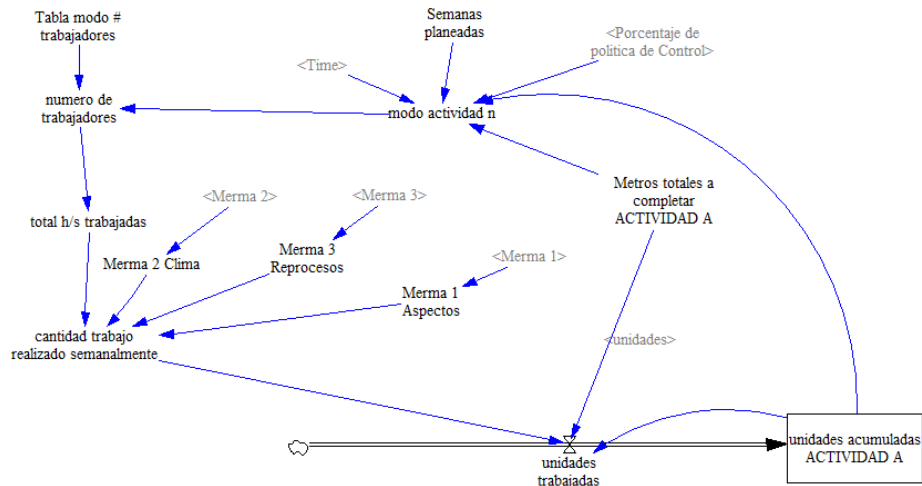 Tabla modo #
trabajadores
Semanas
planeadas
<Porcentaje de
politica de Control>
<Time>
numero de
trabajadores
modo actividad n
Metros totales a
completar
ACTIVIDAD A
<Merma 2>
<Merma 3>
total h/s trabajadas
Merma 2 Clima
Merma 3
Reprocesos
<Merma 1>
Merma 1
Aspectos
cantidad trabajo
realizado semanalmente
<unidades>
unidades
trabajadas
unidades acumuladas
ACTIVIDAD A